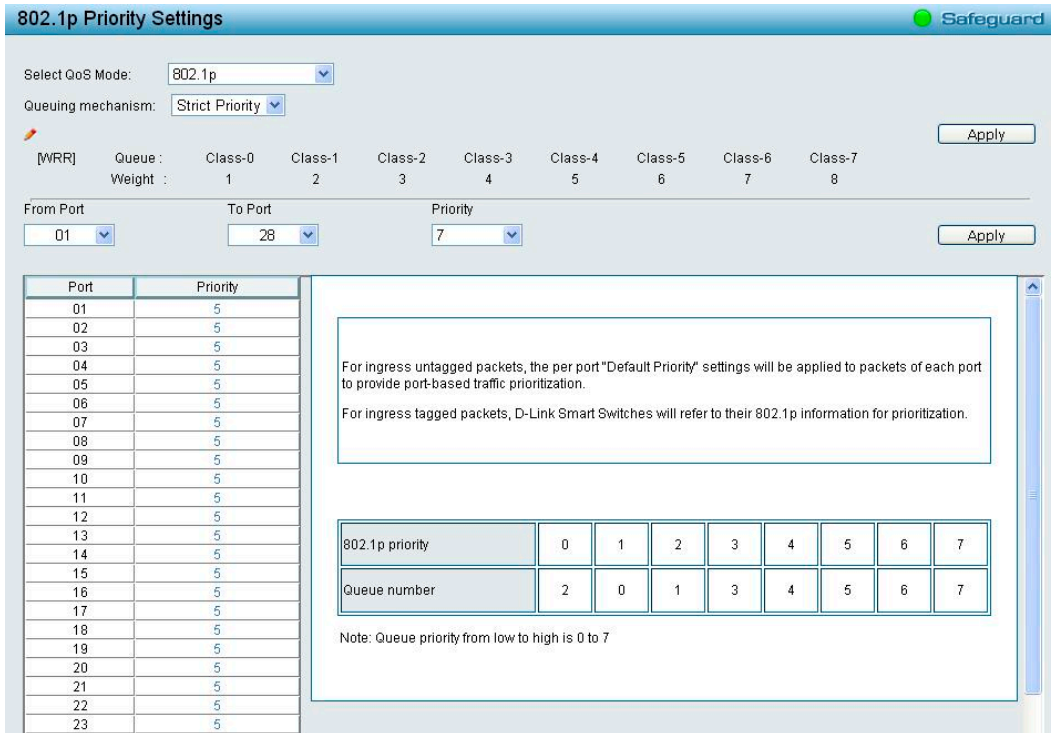 802.1p Priority Settings
Safeguard
Select QoS Mode: 802.1p
Queuing mechanism: Strict Priority
Apply
[WRR] Queue : Class-0 Class-1 Class-2 Class-3 Class-4 Class-5 Class-6 Class-7
Weight : 1 2 3 4 5 6 7 8
From Port To Port Priority
01 28 7 Apply
Port Priority
01 5
02 5
03 5
04 5
05 5
06 5
07 5
08 5
09 5
10 5
11 5
12 5
13 5
14 5
15 5
16 5
17 5
18 5
19 5
20 5
21 5
22 5
23 5
For ingress untagged packets, the per port "Default Priority" settings will be applied to packets of each port
to provide port-based traffic prioritization.
For ingress tagged packets, D-Link Smart Switches will refer to their 802.1p information for prioritization.
802.1p priority 0 1 2 3 4 5 6 7
Queue number 2 0 1 3 4 5 6 7
Note: Queue priority from low to high is 0 to 7